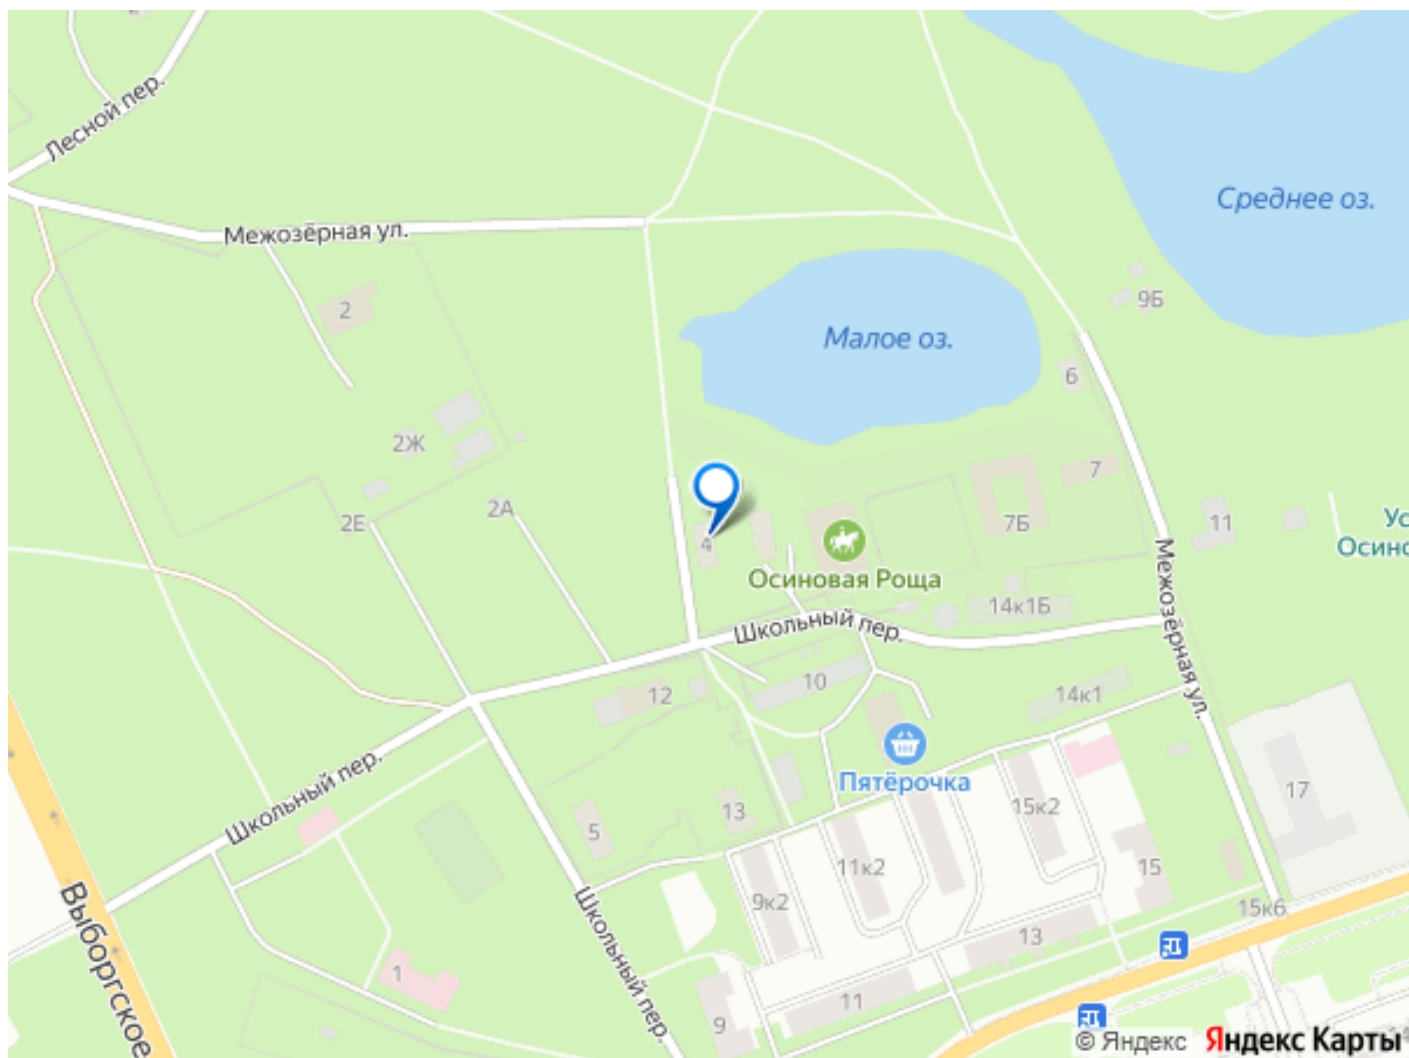 Лесной пер.
Среднее оз.
Межозёрная ул.
9Б
2
Малое оз.
6
2Ж
7
2А
2Е
7Б
11
Ус
Осино
4
Осиновая Роща
14к1Б
Школьный пер.
Межозёрная ул.
12
10
14к1
Пятёрочка
Школьный пер.
17
15к2
13
5
11к2
15
9к2
15к6
Выборгское
Школьный пер.
13
1
11
9
© Яндекс Яндекс Карты